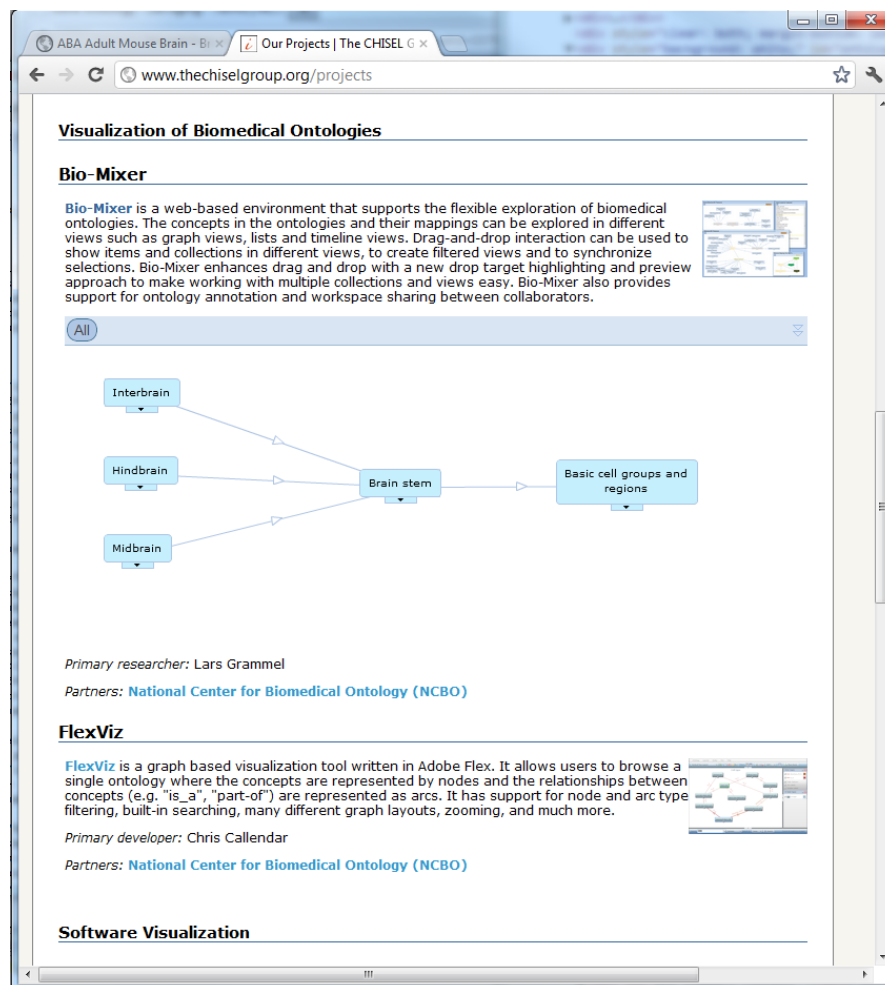 ABA Adult Mouse Brain - Br
Our Projects | The CHISEL G
www.thechiselgroup.org/projects
Visualization of Biomedical Ontologies
Bio-Mixer
Bio-Mixer is a web-based environment that supports the flexible exploration of biomedical
ontologies. The concepts in the ontologies and their mappings can be explored in different
views such as graph views, lists and timeline views. Drag-and-drop interaction can be used to
show items and collections in different views, to create filtered views and to synchronize
selections. Bio-Mixer enhances drag and drop with a new drop target highlighting and preview
approach to make working with multiple collections and views easy. Bio-Mixer also provides
support for ontology annotation and workspace sharing between collaborators.
All
Interbrain
Hindbrain
Brain stem
Basic cell groups and
regions
Midbrain
Primary researcher: Lars Grammel
Partners: National Center for Biomedical Ontology (NCBO)
FlexViz
FlexViz is a graph based visualization tool written in Adobe Flex. It allows users to browse a
single ontology where the concepts are represented by nodes and the relationships between
concepts (e.g. "is_a", "part-of") are represented as arcs. It has support for node and arc type
filtering, built-in searching, many different graph layouts, zooming, and much more.
Primary developer: Chris Callendar
Partners: National Center for Biomedical Ontology (NCBO)
Software Visualization